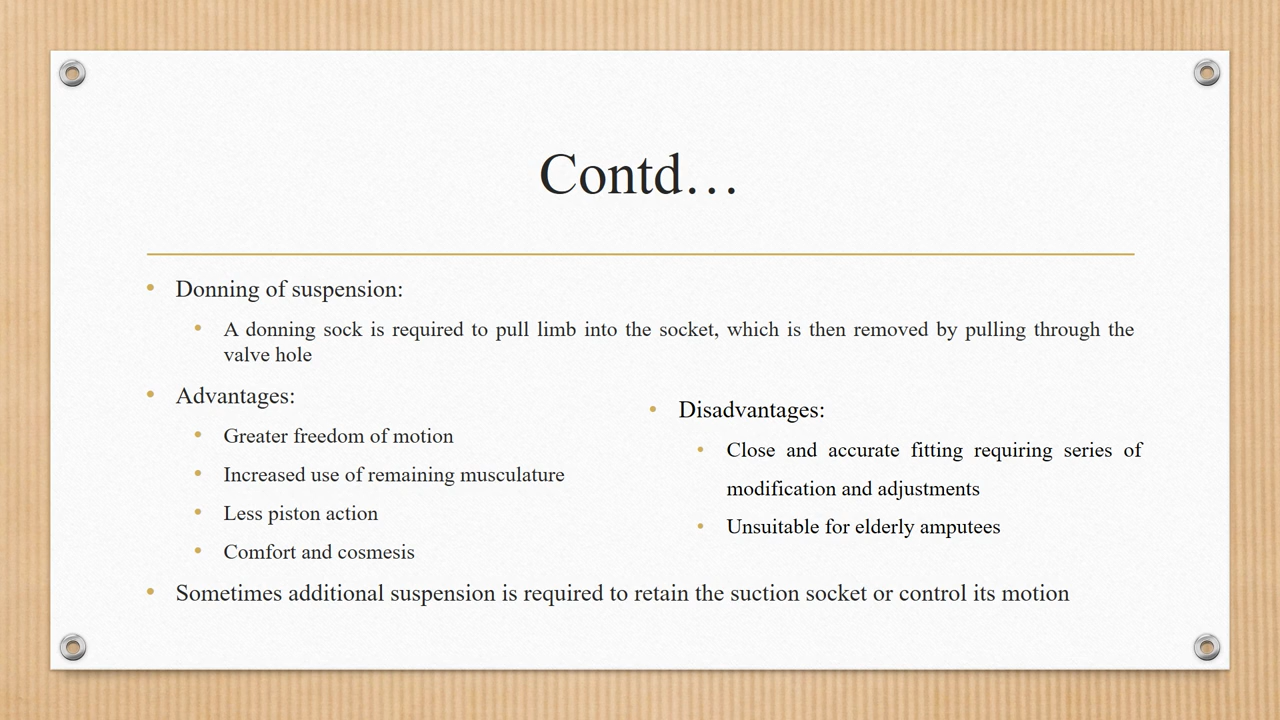 Contd…
• Donning of suspension:
• A donning sock is required to pull limb into the socket, which is then removed by pulling through the
valve hole
• Advantages:
• Greater freedom of motion
• Increased use of remaining musculature
• Less piston action
• Comfort and cosmesis
• Disadvantages:
• Close and accurate fitting requiring series of
modification and adjustments
• Unsuitable for elderly amputees
• Sometimes additional suspension is required to retain the suction socket or control its motion